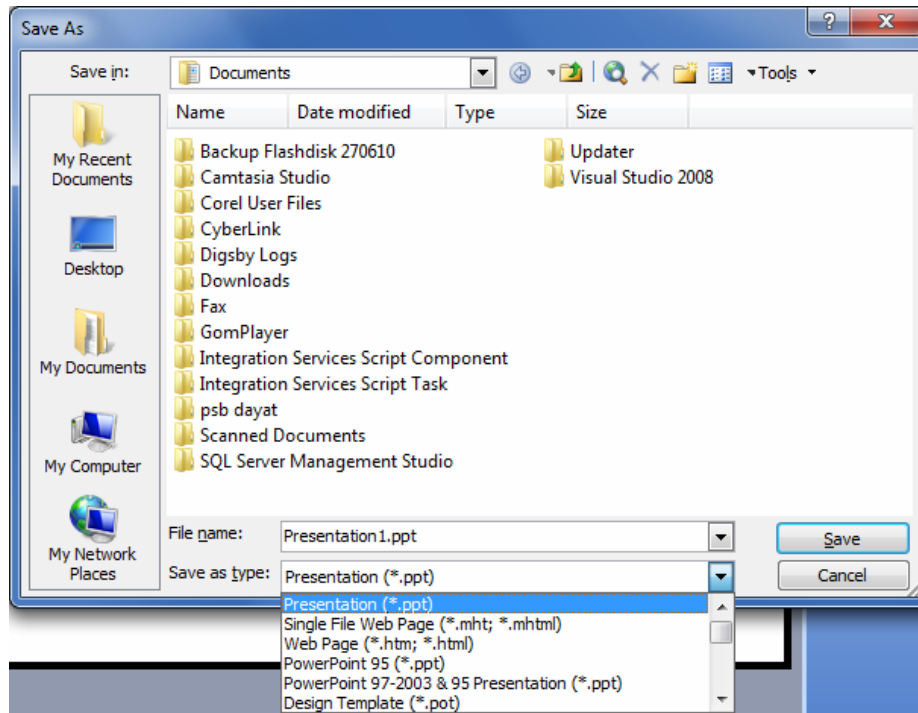 Save As
?
X
Save in:
Documents
Tools
Name Date modified Type Size
My Recent
Documents
Desktop
My Documents
My Computer
My Network
Places
Backup Flashdisk 270610
Camtasia Studio
Corel User Files
CyberLink
Digsby Logs
Downloads
Fax
GomPlayer
Integration Services Script Component
Integration Services Script Task
psb dayat
Scanned Documents
SQL Server Management Studio
Updater
Visual Studio 2008
File name: Presentation1.ppt
Save
Save as type: Presentation (*.ppt)
Cancel
Presentation (*.ppt)
Single File Web Page (*.mht; *.mhtml)
Web Page (*.htm; *.html)
PowerPoint 95 (*.ppt)
PowerPoint 97-2003 & 95 Presentation (*.ppt)
Design Template (*.pot)